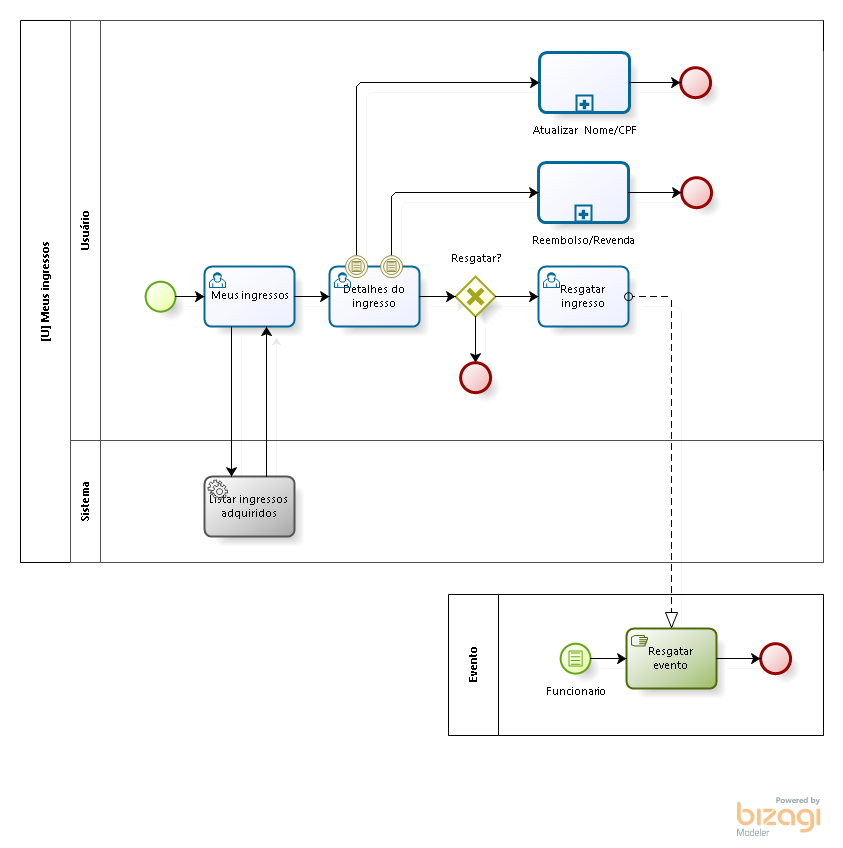 [U] Meus ingressos
Usuário
Atualizar Nome/CPF
Reembolso/Revenda
Resgatar?
Meus ingressos
Detalhes do
ingresso
Resgatar
ingresso
Sistema
Listar ingressos
adquiridos
Evento
Funcionario
Resgatar
evento
Powered by
bizagi
Modeler